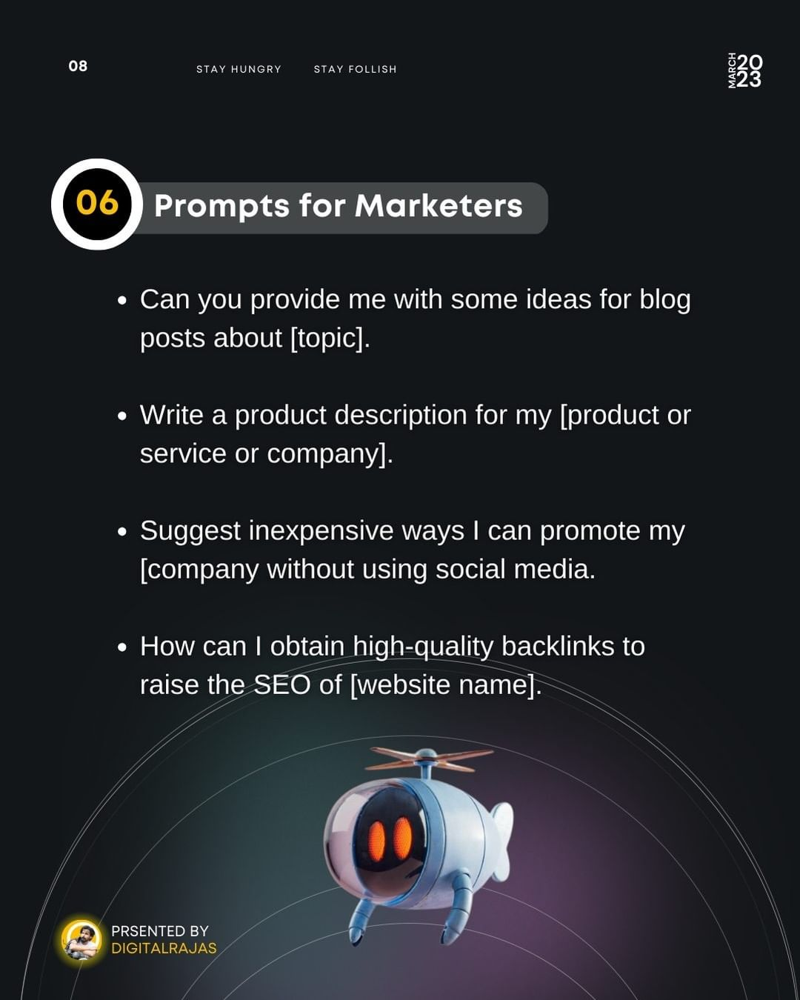 08
STAY HUNGRY STAY FOLLISH
MARCH
20
23
06
Prompts for Marketers
• Can you provide me with some ideas for blog
posts about [topic].
• Write a product description for my [product or
service or company].
• Suggest inexpensive ways I can promote my
[company without using social media.
• How can I obtain high-quality backlinks to
raise the SEO of [website name].
PRSENTED BY
DIGITALRAJAS